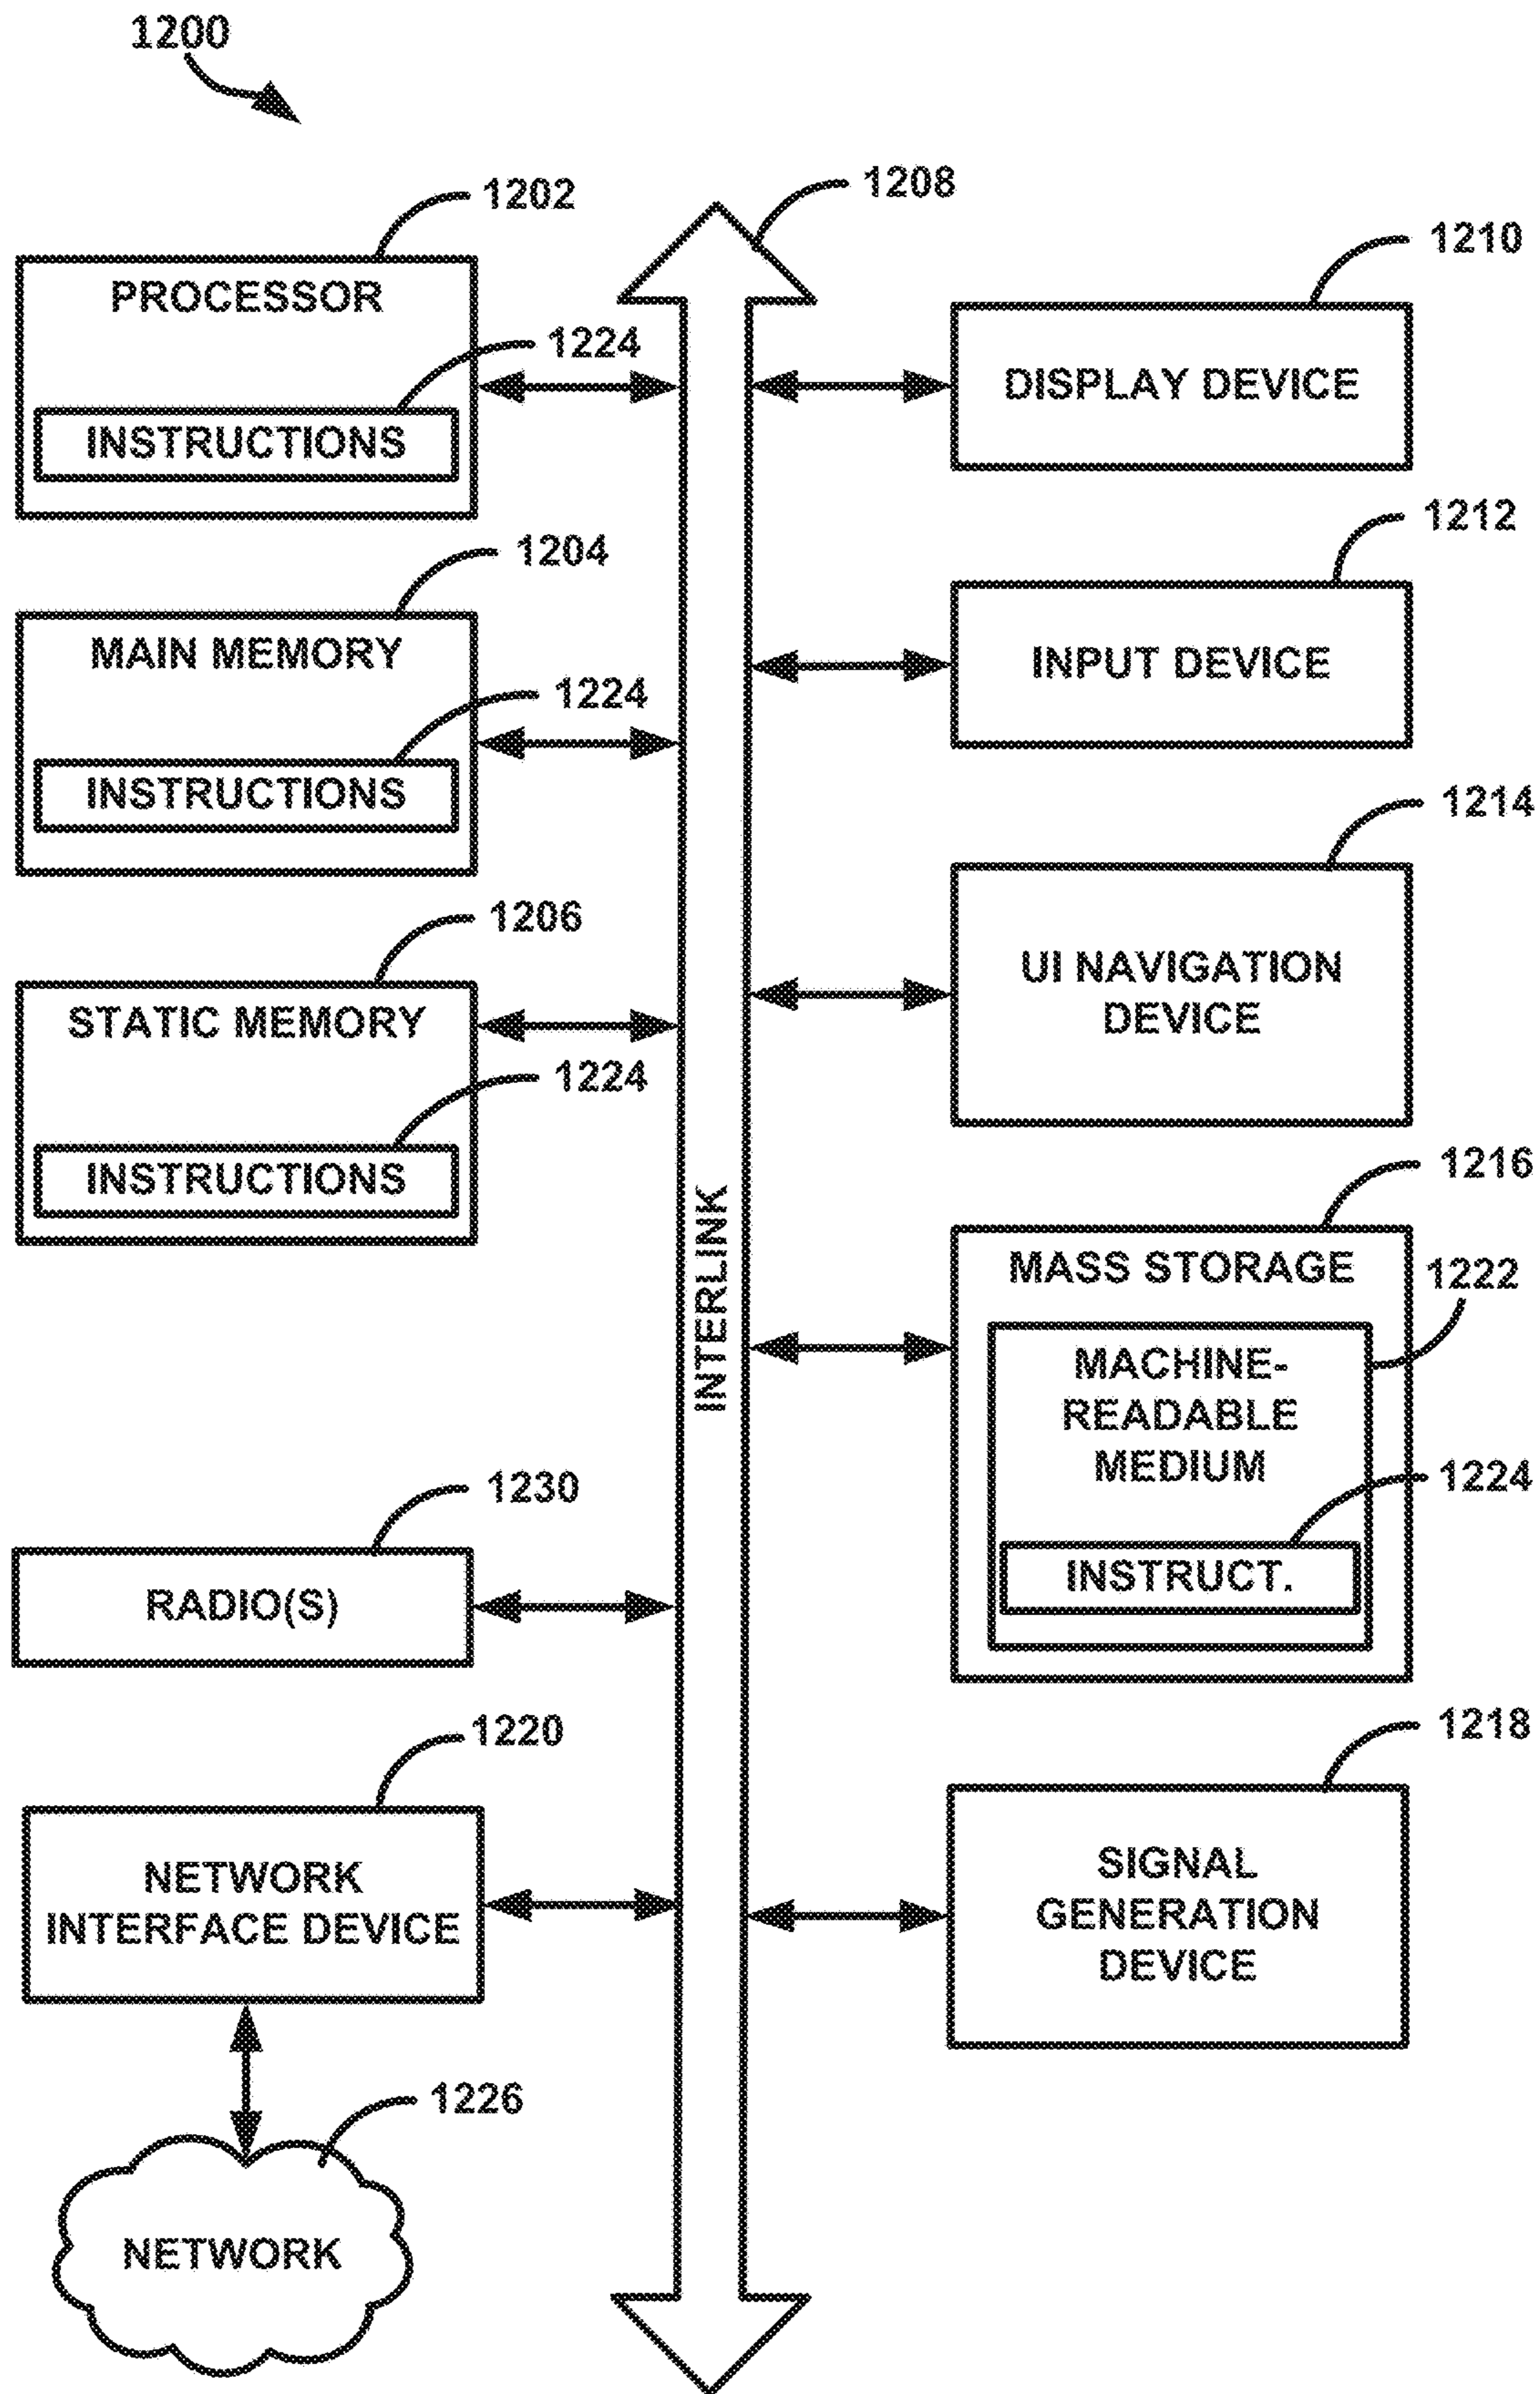 1200
1202
PROCESSOR
1224
INSTRUCTIONS
1204
MAIN MEMORY
1224
INSTRUCTIONS
1206
STATIC MEMORY
1224
INSTRUCTIONS
1230
RADIO(S)
1220
NETWORK
INTERFACE DEVICE
1226
NETWORK
1208
INTERLINK
1210
DISPLAY DEVICE
1212
INPUT DEVICE
1214
UI NAVIGATION
DEVICE
1216
MASS STORAGE
1222
MACHINE-
READABLE
MEDIUM
1224
INSTRUCT.
1218
SIGNAL
GENERATION
DEVICE